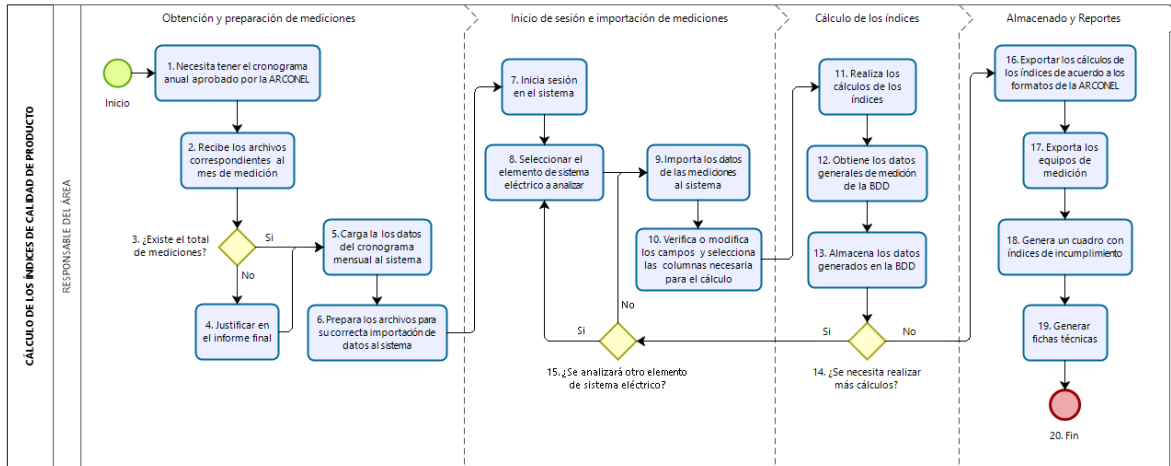 CÁLCULO DE LOS ÍNDICES DE CALIDAD DE PRODUCTO
RESPONSABLE DEL ÁREA
Obtención y preparación de mediciones
Inicio
1. Necesita tener el cronograma
anual aprobado por la ARCONEL
2. Recibe los archivos
correspondientes al
mes de medición
3. ¿Existe el total
de mediciones?
Si
No
4. Justificar en
el informe final
5. Carga la los datos
del cronograma
mensual al sistema
6. Prepara los archivos para
su correcta importación de
datos al sistema
Inicio de sesión e importación de mediciones
7. Inicia sesión
en el sistema
8. Seleccionar el
elemento de sistema
eléctrico a analizar
9. Importa los datos
de las mediciones
al sistema
10. Verifica o modifica
los campos y selecciona
las columnas necesaria
para el cálculo
No
Si
15. ¿Se analizará otro elemento
de sistema eléctrico?
Cálculo de los índices
11. Realiza los
cálculos de los
índices
12. Obtiene los datos
generales de medición
de la BDD
13. Almacena los datos
generados en la BDD
Si
No
14. ¿Se necesita realizar
más cálculos?
Almacenado y Reportes
16. Exportar los cálculos de
los índices de acuerdo a los
formatos de la ARCONEL
17. Exporta los
equipos de
medición
18. Genera un cuadro con
índices de incumplimiento
19. Generar
fichas técnicas
20. Fin